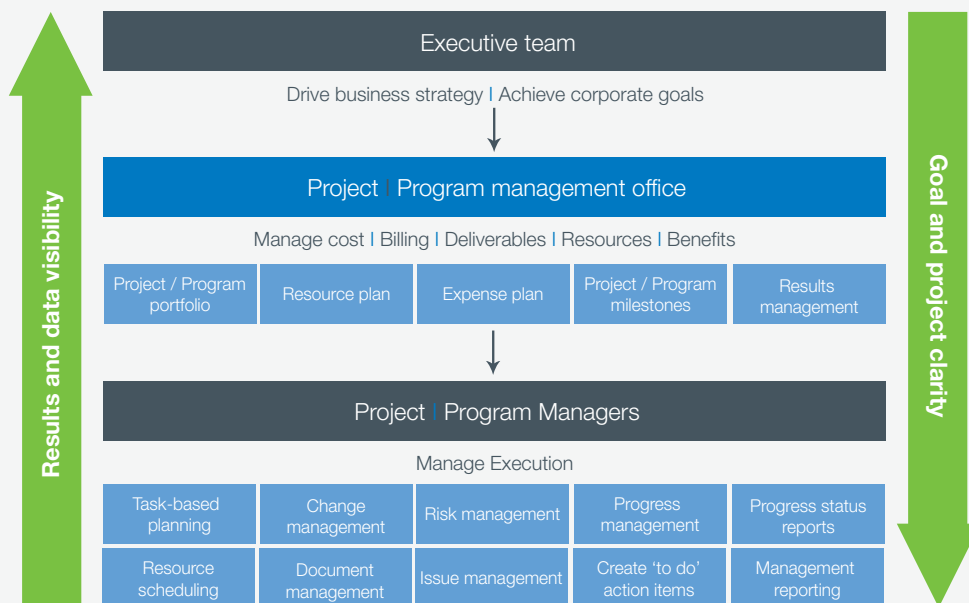 Executive team
Drive business strategy | Achieve corporate goals
Project | Program management office
Manage cost | Billing | Deliverables | Resources | Benefits
Project / Program
portfolio
Resource plan
Expense plan
Project / Program
milestones
Results
management
Project | Program Managers
Manage Execution
Task-based
planning
Change
management
Risk management
Progress
management
Progress status
reports
Resource
scheduling
Document
management
Issue management
Create ‘to do’
action items
Management
reporting
Results and data visibility
Goal and project clarity